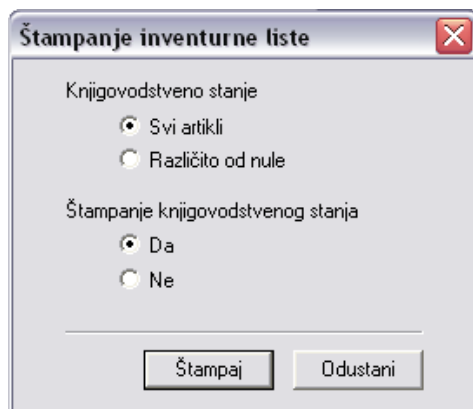 Štampanje inventurne liste
Knjigovodstveno stanje
Svi artikli
Različito od nule
Štampanje knjigovodstvenog stanja
Da
Ne
Štampaj
Odustani